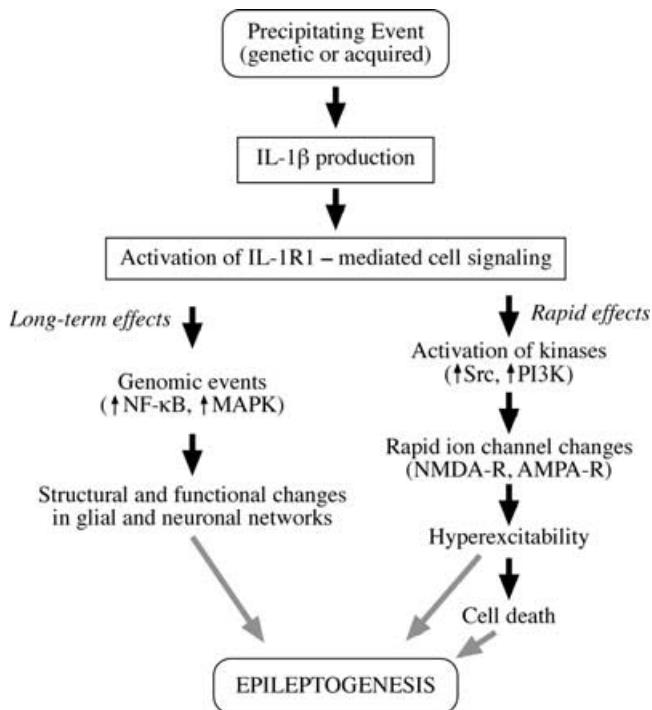 Precipitating Event
(genetic or acquired)
IL-1β production
Activation of IL-1R1 – mediated cell signaling
Long-term effects
Rapid effects
Genomic events
(↑NF-κB, ↑MAPK)
Structural and functional changes
in glial and neuronal networks
Activation of kinases
(↑Src, ↑PI3K)
Rapid ion channel changes
(NMDA-R, AMPA-R)
Hyperexcitability
Cell death
EPILEPTOGENESIS